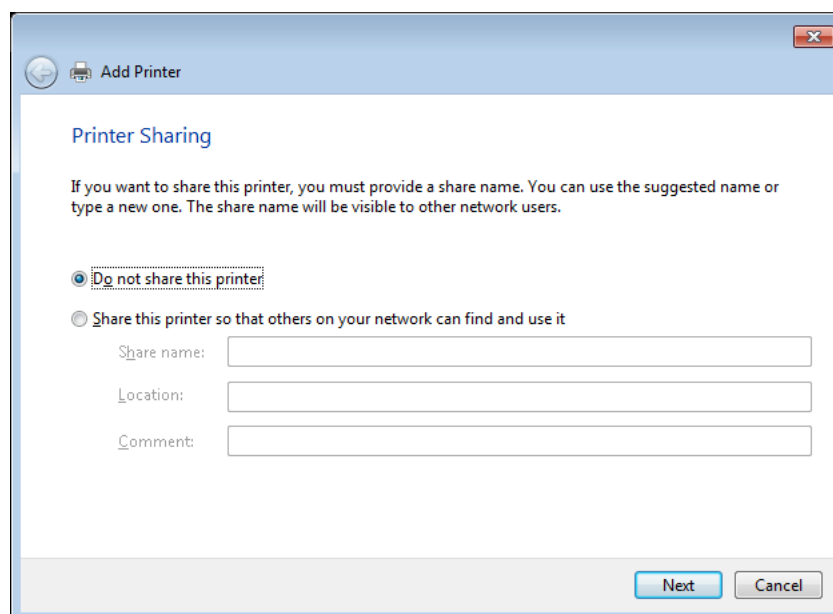 Add Printer
Printer Sharing
If you want to share this printer, you must provide a share name. You can use the suggested name or
type a new one. The share name will be visible to other network users.
Do not share this printer
Share this printer so that others on your network can find and use it
Share name:
Location:
Comment:
Next Cancel